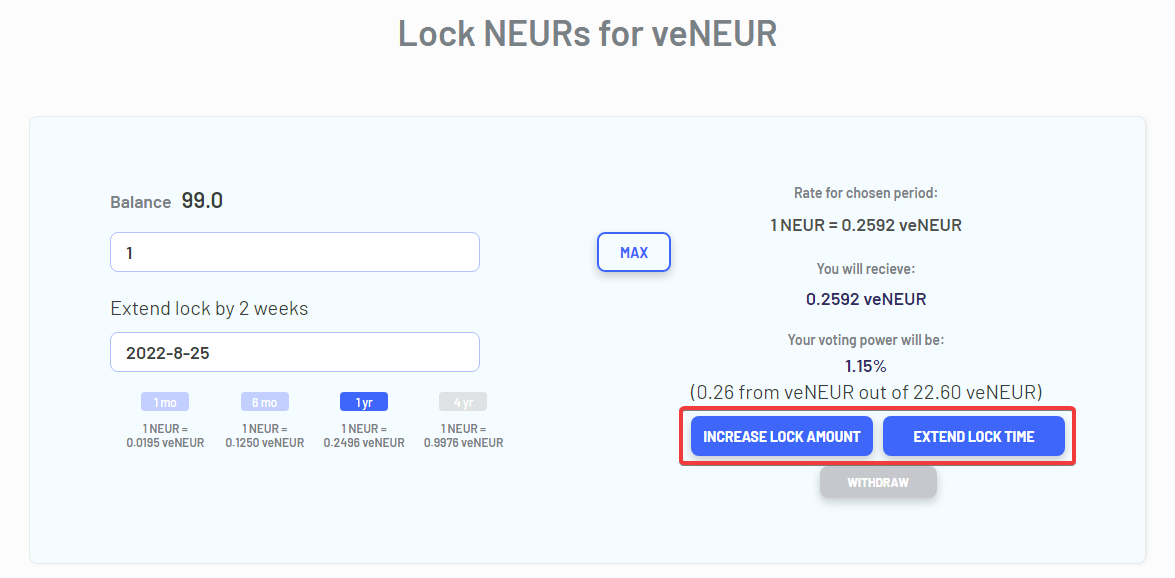 Lock NEURs for veNEUR
Balance 99.0
1
MAX
Extend lock by 2 weeks
2022-8-25
1 mo
6 mo
1 yr
4 yr
1 NEUR =
0.0195 veNEUR
1 NEUR =
0.1250 veNEUR
1 NEUR =
0.2496 veNEUR
1 NEUR =
0.9976 veNEUR
Rate for chosen period:
1 NEUR = 0.2592 veNEUR
You will recieve:
0.2592 veNEUR
Your voting power will be:
1.15%
(0.26 from veNEUR out of 22.60 veNEUR)
INCREASE LOCK AMOUNT
EXTEND LOCK TIME
WITHDRAW